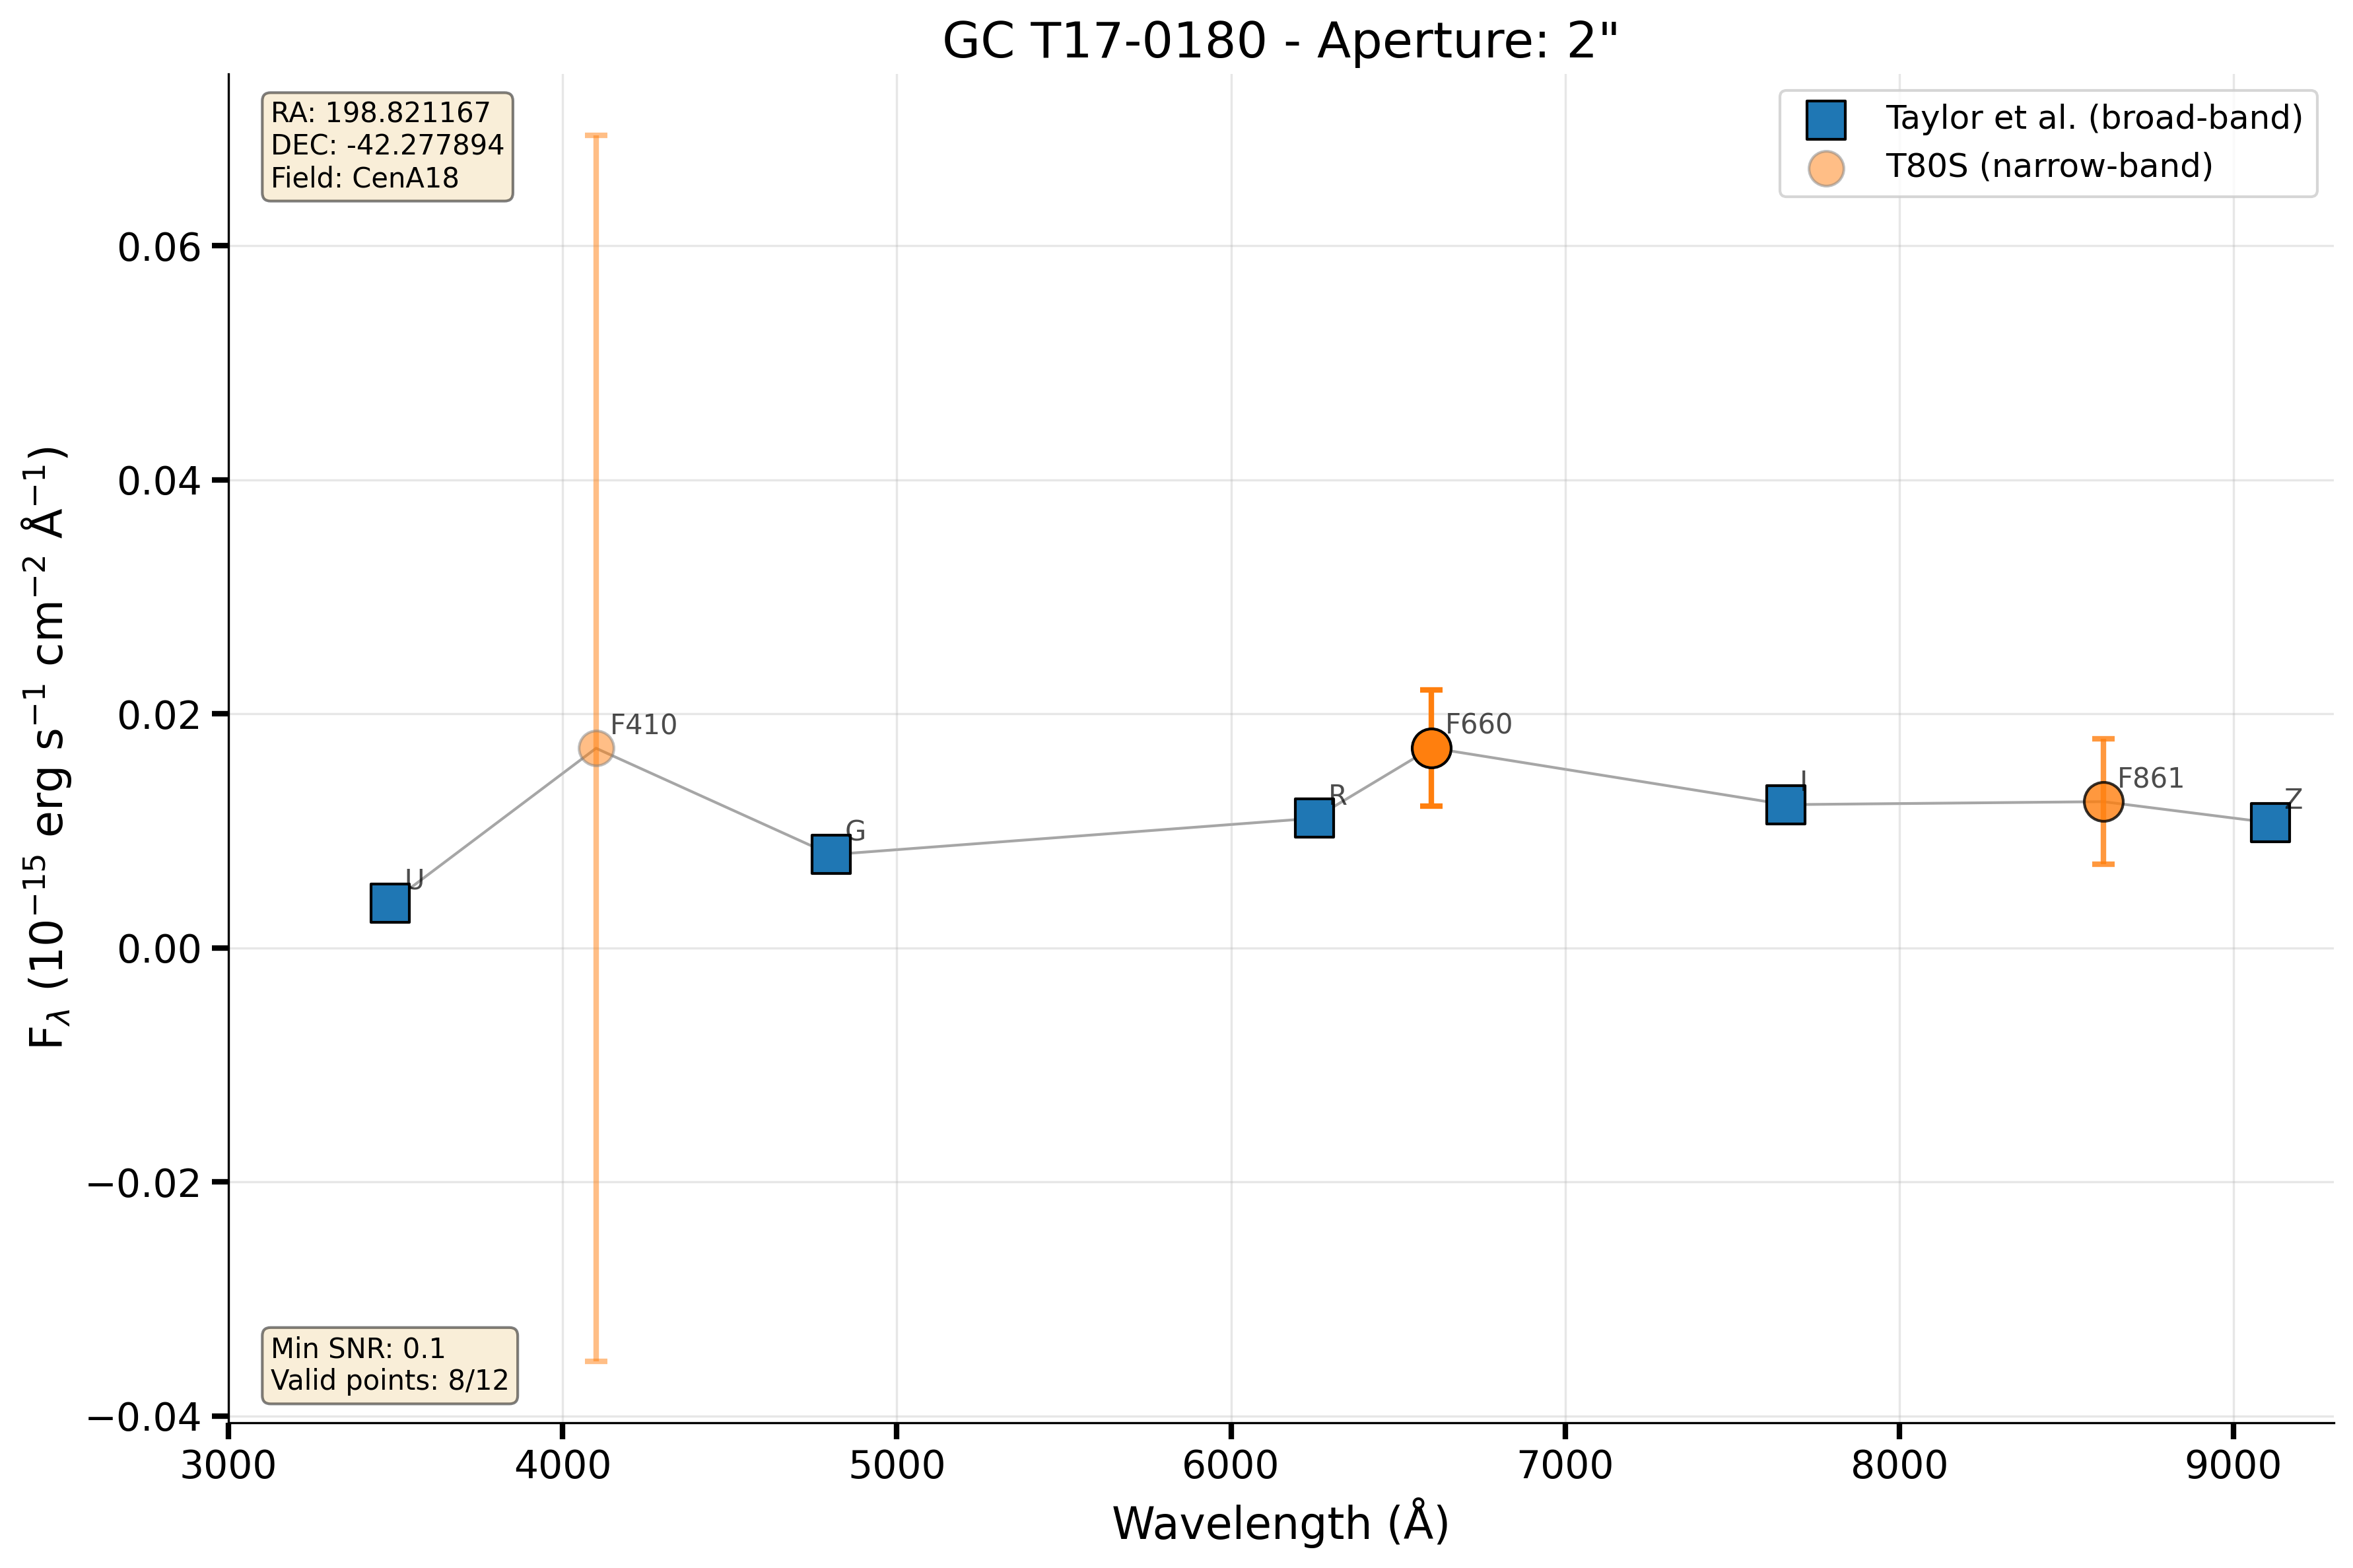 GC T17-0180 - Aperture: 2"
RA: 198.821167
DEC: -42.277894
Field: CenA18
Taylor et al. (broad-band)
T80S (narrow-band)
F$_{λ}$ (10$^{−15}$ erg s$^{−1}$ cm$^{−2}$ Å$^{−1}$)
0.06
0.04
0.02
0.00
−0.02
−0.04
U
F410
G
R
F660
I
F861
Z
Min SNR: 0.1
Valid points: 8/12
3000 4000 5000 6000 7000 8000 9000
Wavelength (Å)